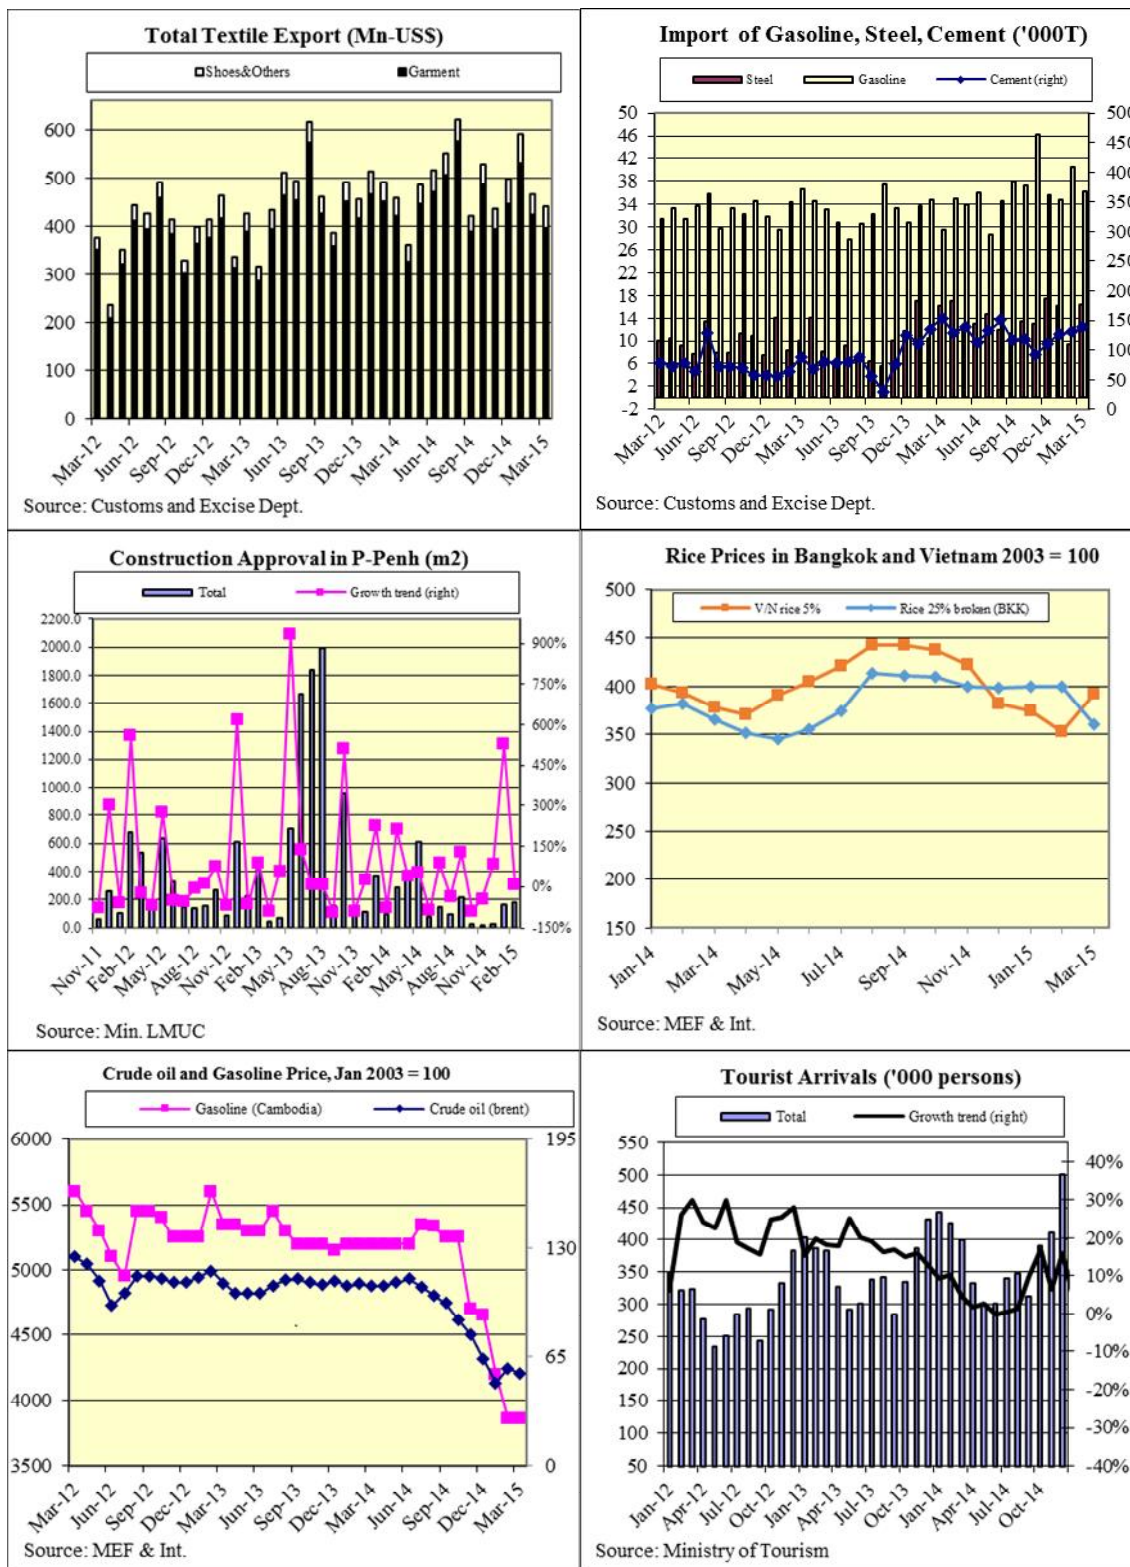 Total Textile Export (Mn-US$)
Shoes&Others Garment
600
500
400
300
200
100
0
Mar-12 Jun-12 Sep-12 Dec-12 Mar-13 Jun-13 Sep-13 Dec-13 Mar-14 Jun-14 Sep-14 Dec-14 Mar-15
Source: Customs and Excise Dept.
Import of Gasoline, Steel, Cement ('000T)
Steel Gasoline Cement (right)
50 500
46 450
42 400
38 350
34 300
30 250
26 200
22 150
18 100
14 50
10 0
6
2
-2
Mar-12 Jun-12 Sep-12 Dec-12 Mar-13 Jun-13 Sep-13 Dec-13 Mar-14 Jun-14 Sep-14 Dec-14 Mar-15
Source: Customs and Excise Dept.
Construction Approval in P-Penh (m2)
Total Growth trend (right)
2200.0
2000.0 900%
1800.0 750%
1600.0 600%
1400.0 450%
1200.0 300%
1000.0 150%
800.0 0%
600.0 -150%
400.0
200.0
0.0
Nov-11 Feb-12 May-12 Aug-12 Nov-12 Feb-13 May-13 Aug-13 Nov-13 Feb-14 May-14 Aug-14 Nov-14 Feb-15
Source: Min. LMUC
Rice Prices in Bangkok and Vietnam 2003 = 100
V/N rice 5% Rice 25% broken (BKK)
500
450
400
350
300
250
200
150
Jan-14 Mar-14 May-14 Jul-14 Sep-14 Nov-14 Jan-15 Mar-15
Source: MEF & Int.
Crude oil and Gasoline Price, Jan 2003 = 100
Gasoline (Cambodia) Crude oil (brent)
6000 195
5500
5000 130
4500
4000 65
3500 0
Mar-12 Jun-12 Sep-12 Dec-12 Mar-13 Jun-13 Sep-13 Dec-13 Mar-14 Jun-14 Sep-14 Dec-14 Mar-15
Source: MEF & Int.
Tourist Arrivals ('000 persons)
Total Growth trend (right)
550
500 40%
450 30%
400 20%
350 10%
300 0%
250 -10%
200 -20%
150 -30%
100 -40%
50
Jan-12 Apr-12 Jul-12 Oct-12 Jan-13 Apr-13 Jul-13 Oct-13 Jan-14 Apr-14 Jul-14 Oct-14
Source: Ministry of Tourism